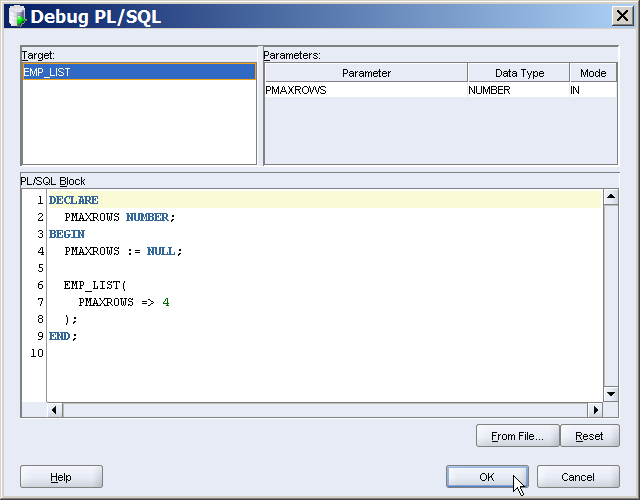 Debug PL/SQL
Target:
EMP_LIST
Parameters:
Parameter Data Type Mode
PMAXROWS NUMBER IN
PL/SQL Block
1 DECLARE
2 PMAXROWS NUMBER;
3 BEGIN
4 PMAXROWS := NULL;
5
6 EMP_LIST(
7 PMAXROWS => 4
8 );
9 END;
10
From File... Reset
Help OK Cancel